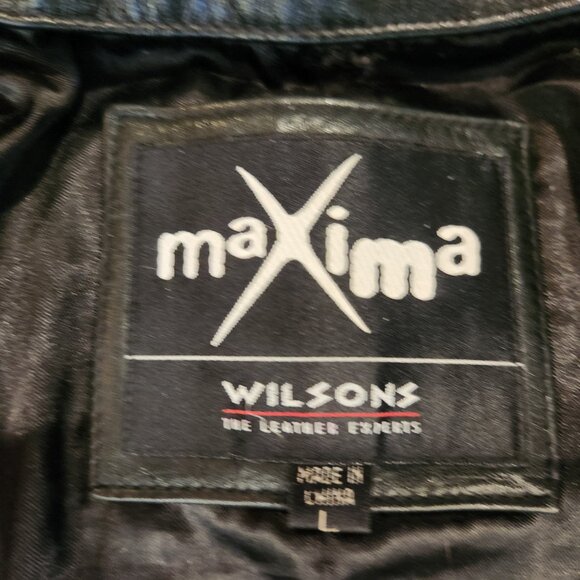 maXima
WILSONS
THE LEATHER EXPERTS
MADE IN
CHINA
L